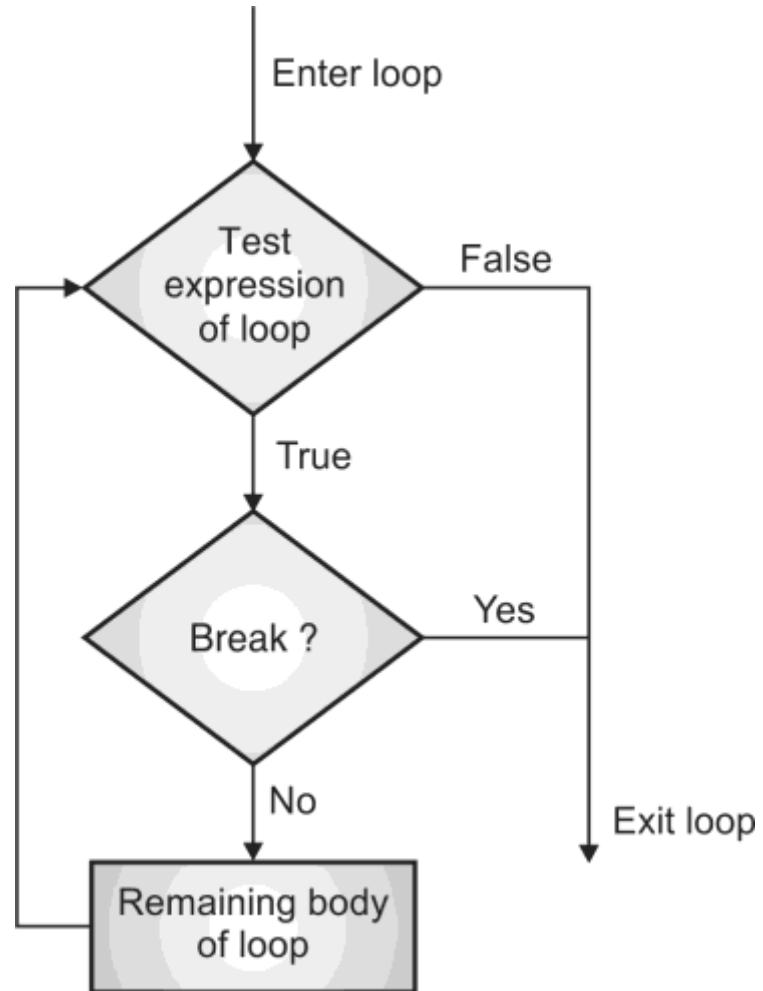 Enter loop
Test
expression
of loop
False
True
Break ?
Yes
No
Exit loop
Remaining body
of loop